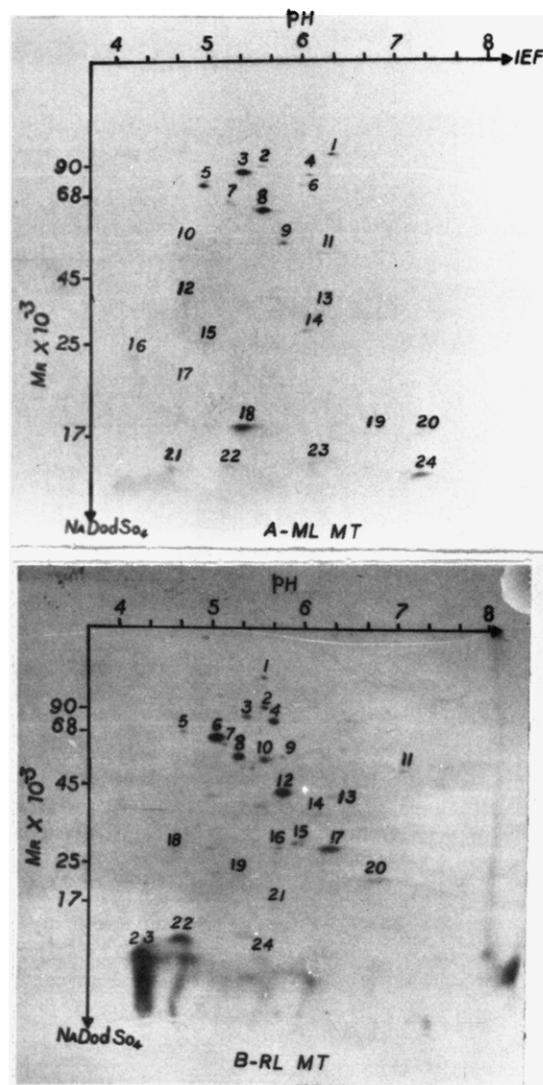 PH
4 5 6 7 8 IEF
1
3 2 4
90
5 6
68 7
8
10 9 11
45
12 13
14
15
16
25
17
18 19 20
17
21 22 23 24
MR X 10-3
NaDodSo4
A-ML MT
PH
4 5 6 7 8
1
90 2
3 4
68 5 6 7
8 10 9
11
45
12 13
14
18 16 15 17
25 19 20
17 21
22
23 24
MR X 10-3
NaDodSo4
B-RL MT